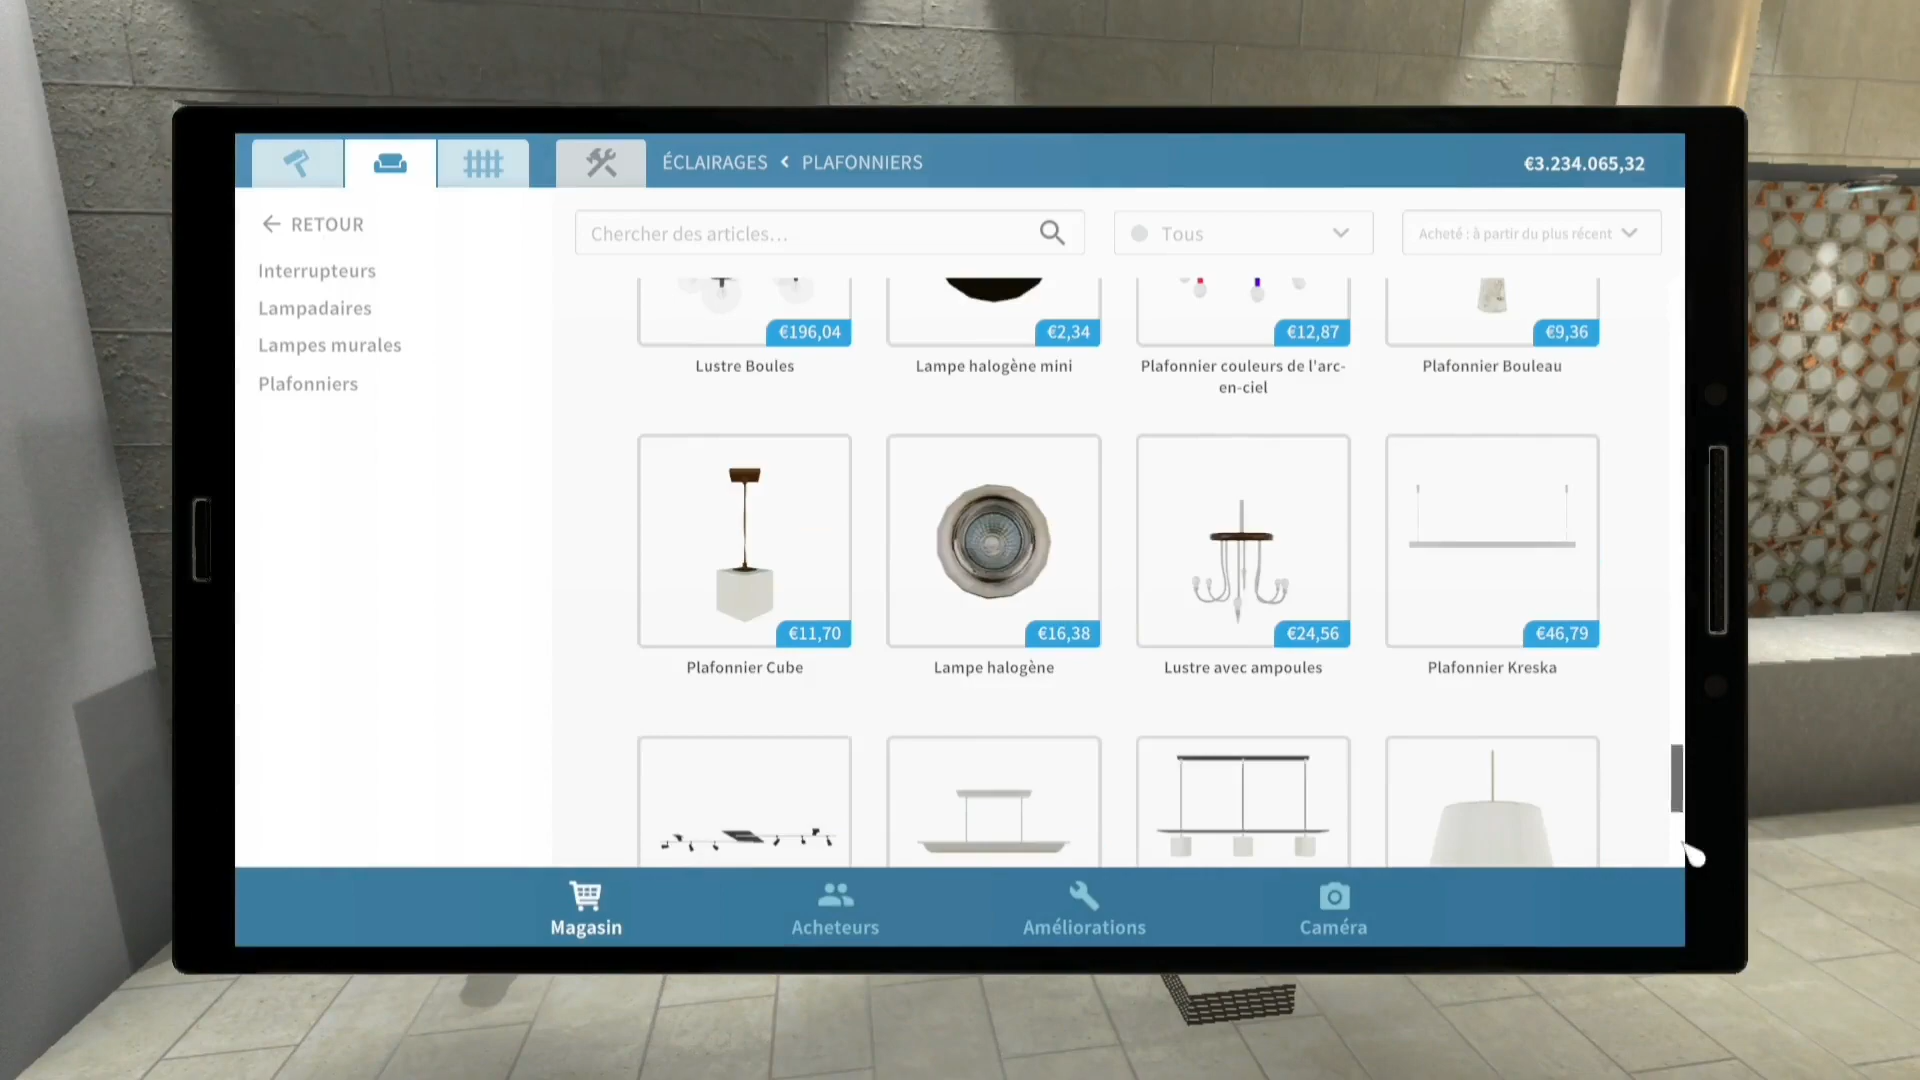 ÉCLAIRAGES < PLAFONNIERS
€3.234.065,32
RETOUR
Chercher des articles...
Tous
Acheté : à partir du plus récent
Interrupteurs
Lampadaires
Lampes murales
Plafonniers
€196,04
€2,34
€12,87
€9,36
Lustre Boules
Lampe halogène mini
Plafonnier couleurs de l'arc-
en-ciel
Plafonnier Bouleau
€11,70
€16,38
€24,56
€46,79
Plafonnier Cube
Lampe halogène
Lustre avec ampoules
Plafonnier Kreska
Magasin
Acheteurs
Améliorations
Caméra